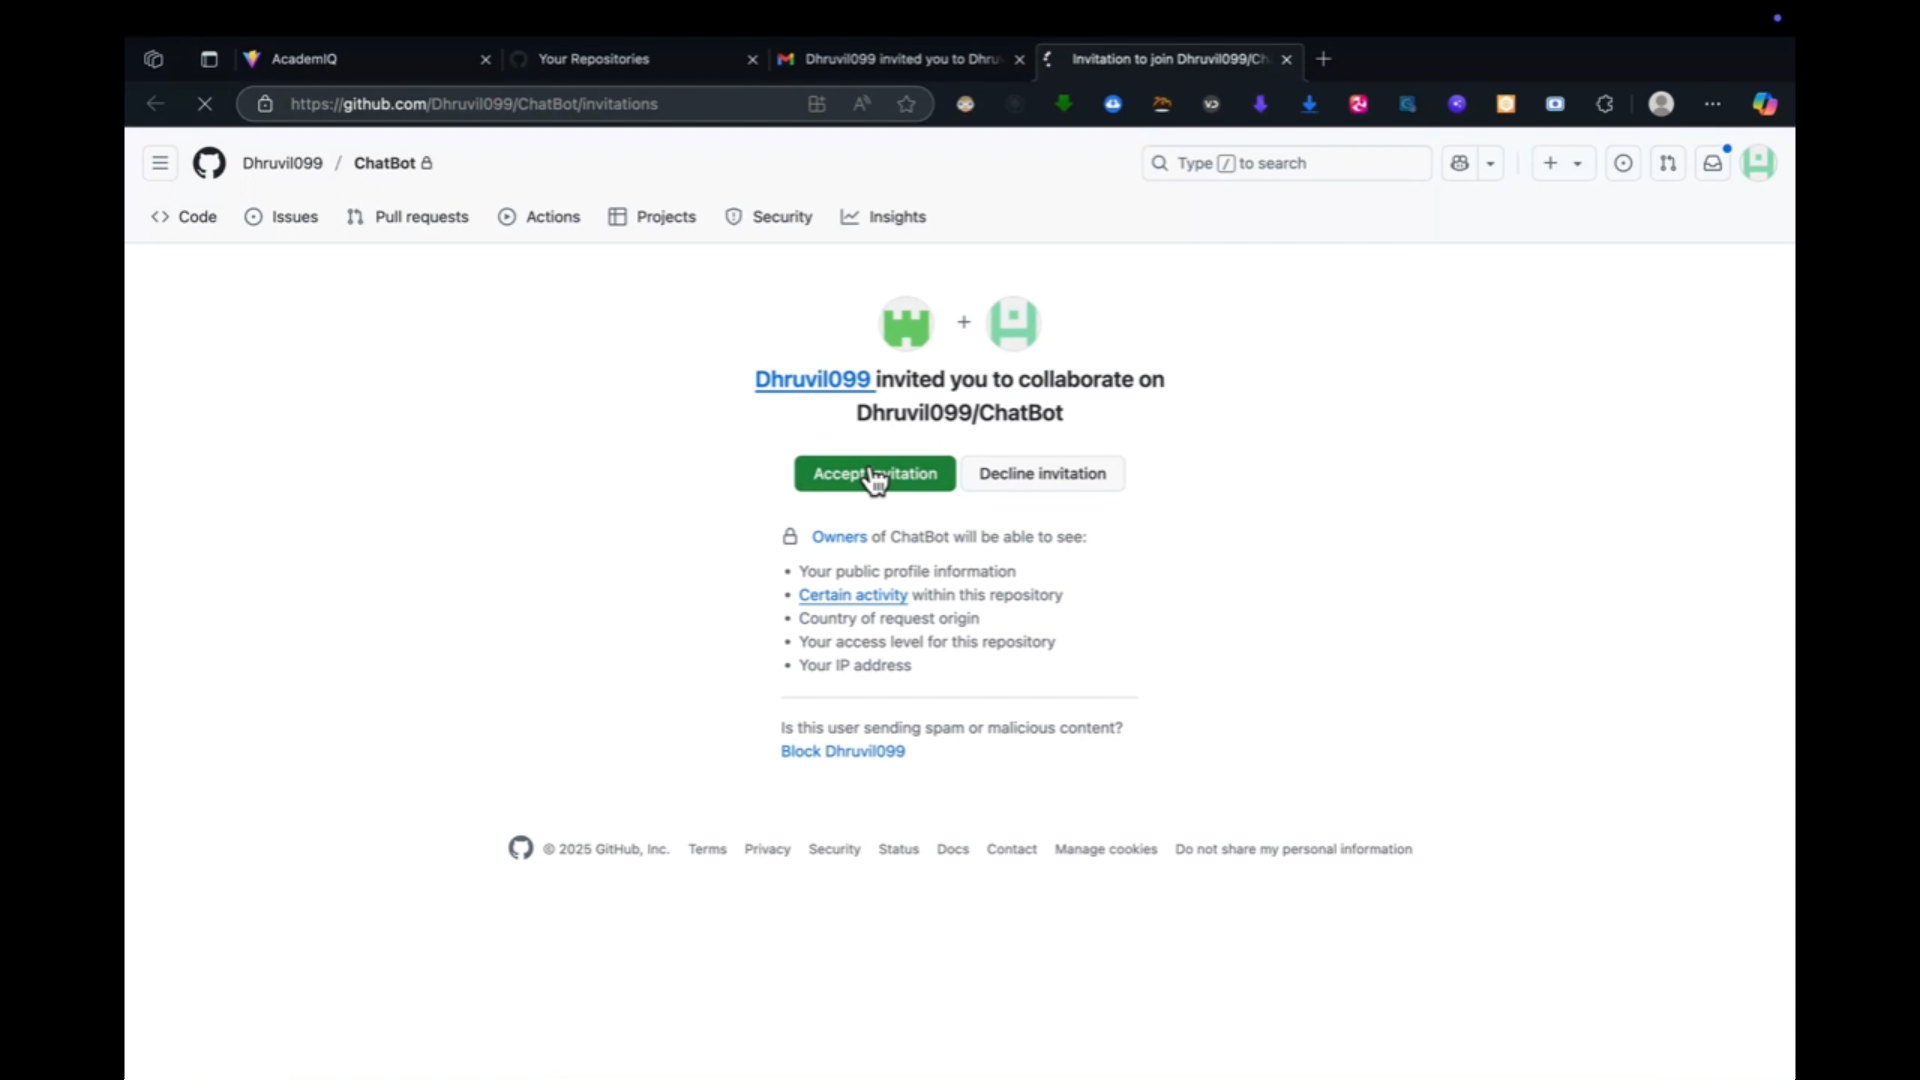 AcademIQ
Your Repositories
Dhruvil099 invited you to Dhru
Invitation to join Dhruvil099/Ch
https://github.com/Dhruvil099/ChatBot/invitations
Dhruvil099 / ChatBot
Type / to search
Code
Issues
Pull requests
Actions
Projects
Security
Insights
Dhruvil099 invited you to collaborate on
Dhruvil099/ChatBot
Accept invitation
Decline invitation
Owners of ChatBot will be able to see:
• Your public profile information
• Certain activity within this repository
• Country of request origin
• Your access level for this repository
• Your IP address
Is this user sending spam or malicious content?
Block Dhruvil099
© 2025 GitHub, Inc.
Terms
Privacy
Security
Status
Docs
Contact
Manage cookies
Do not share my personal information